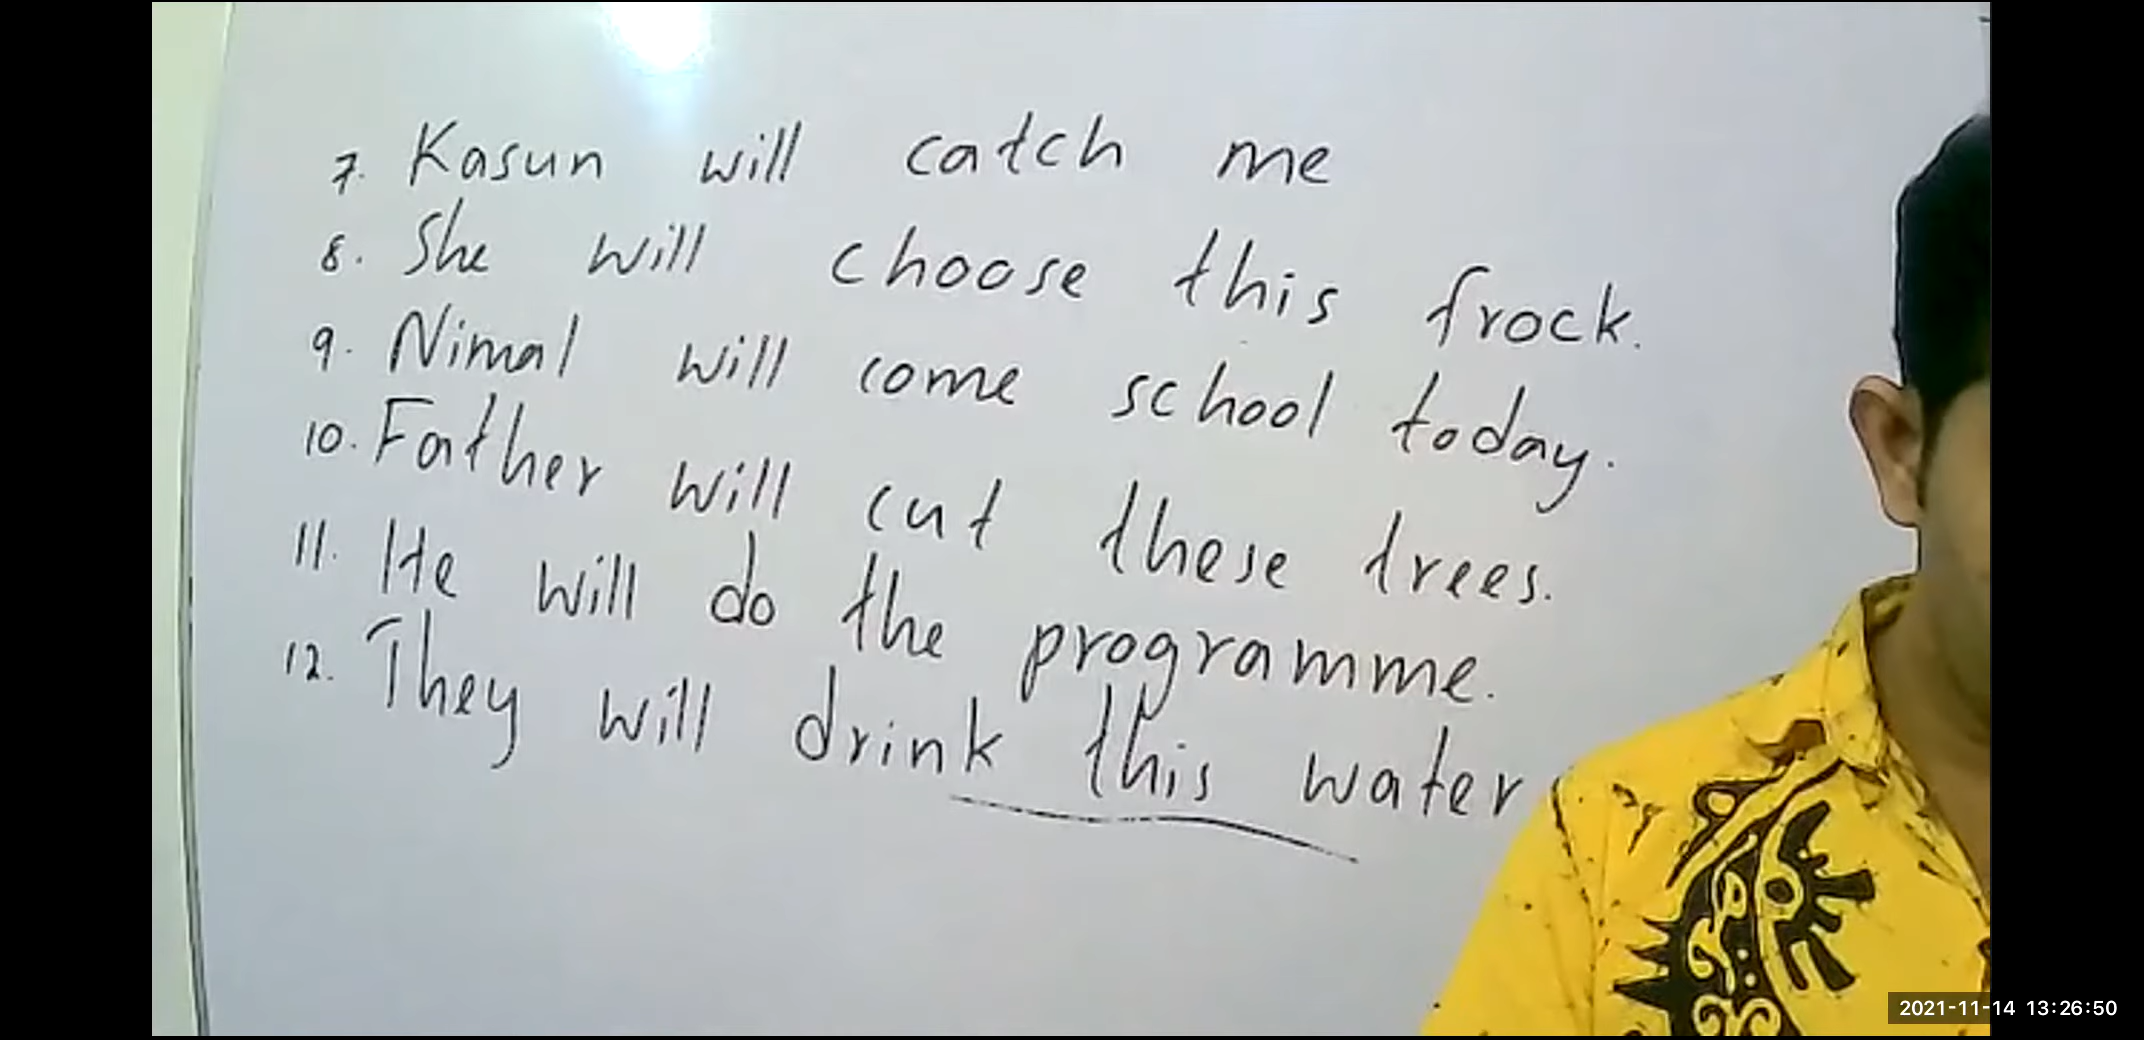 7. Kasun will catch me
8. She will choose this frock.
9. Nimal will come school today.
10. Father will cut these trees.
11. He will do the programme.
12. They will drink this water
2021-11-14 13:26:50